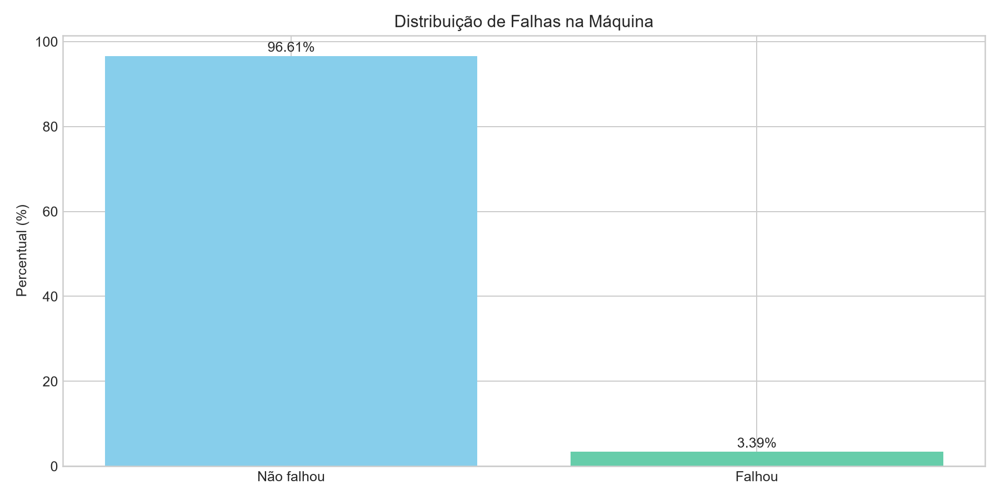 Distribuição de Falhas na Máquina
100
96.61%
80
60
Percentual (%)
40
20
3.39%
0
Não falhou
Falhou